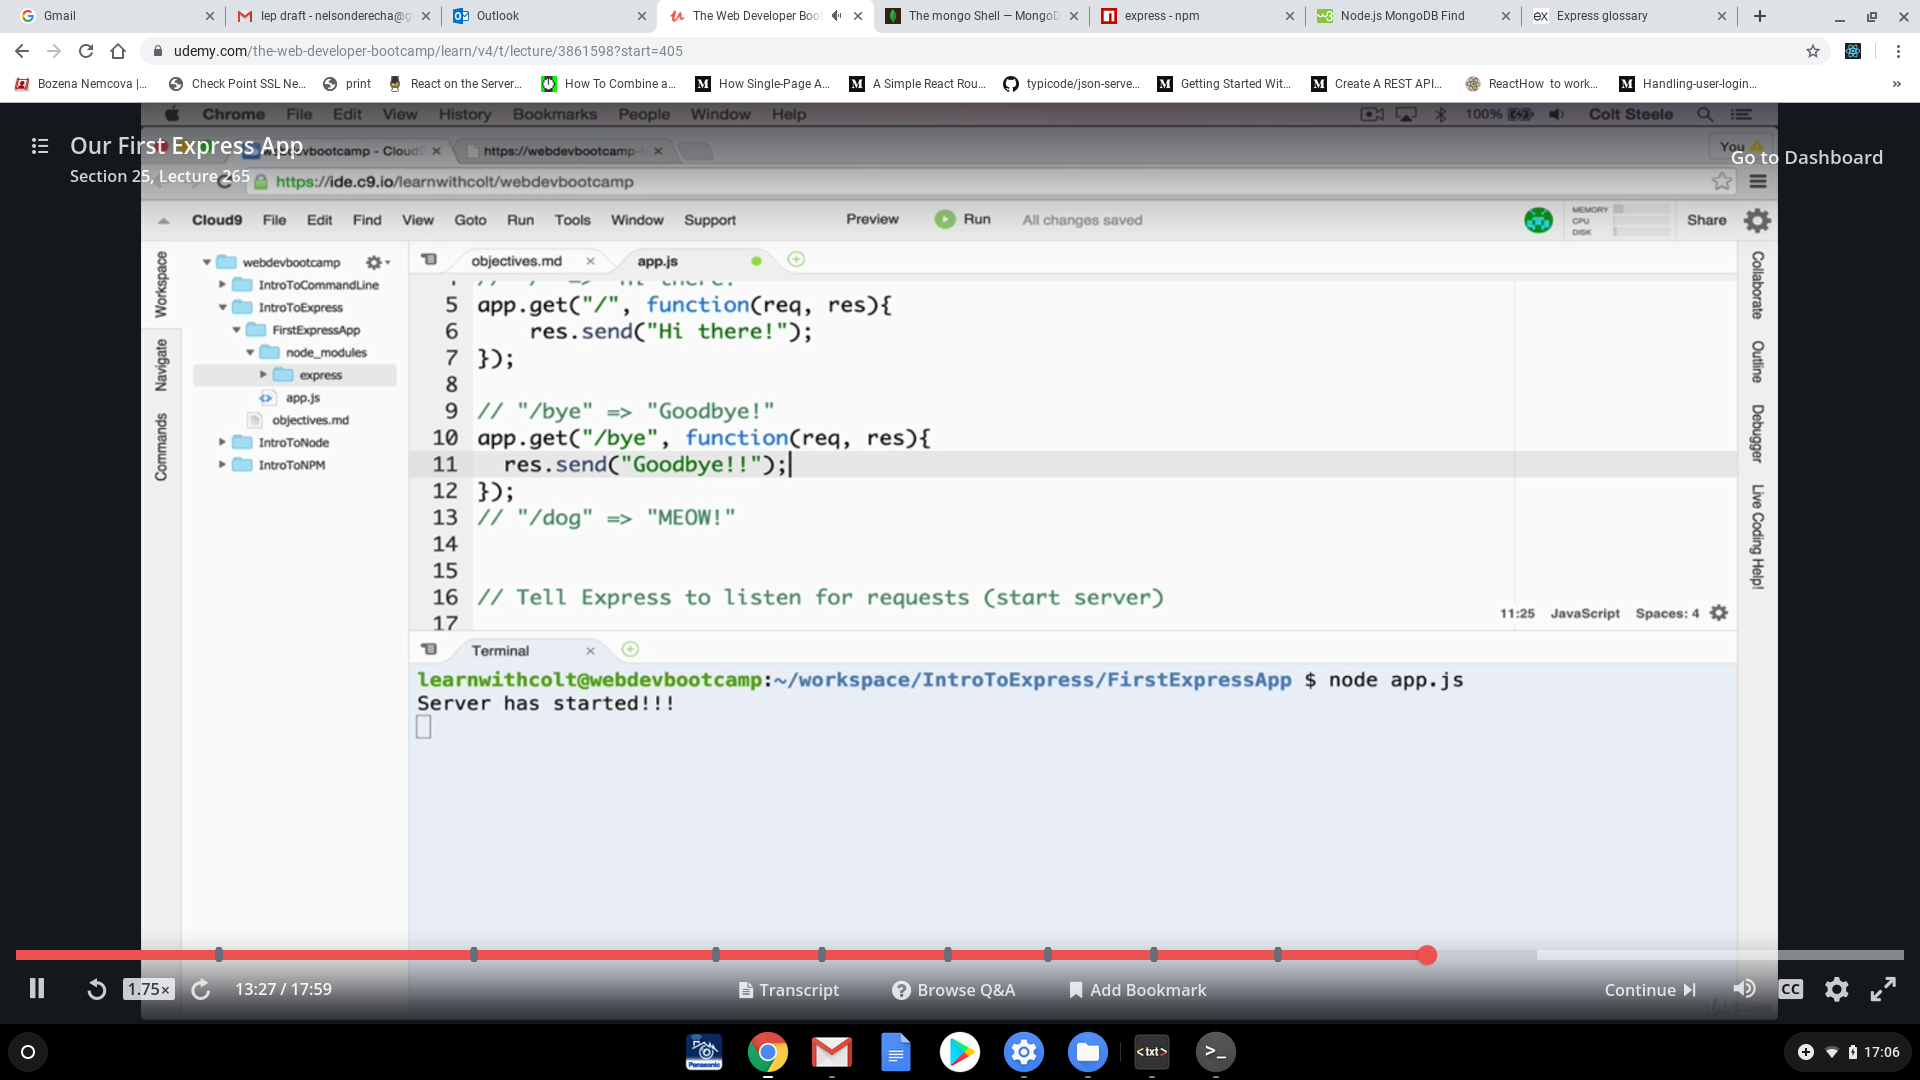 Gmail
lep draft - nelsonderecha@g
Outlook
The Web Developer Boo
The mongo Shell — MongoD
express - npm
Node.js MongoDB Find
Express glossary
udemy.com/the-web-developer-bootcamp/learn/v4/t/lecture/3861598?start=405
Bozena Nemcova |...
Check Point SSL Ne...
print
React on the Server...
How To Combine a...
How Single-Page A...
A Simple React Rou...
typicode/json-serve...
Getting Started Wit...
Create A REST API...
ReactHow to work...
Handling-user-login...
Chrome File Edit View History Bookmarks People Window Help
100%
Colt Steele
Our First Express App
Section 25, Lecture 265
https://webdevbootcamp-
You
Go to Dashboard
https://ide.c9.io/learnwithcolt/webdevbootcamp
Cloud9 File Edit Find View Goto Run Tools Window Support
Preview
Run
All changes saved
MEMORY
CPU
DISK
Share
Workspace
Navigate
Commands
webdevbootcamp
IntroToCommandLine
IntroToExpress
FirstExpressApp
node_modules
express
app.js
objectives.md
IntroToNode
IntroToNPM
objectives.md
app.js
5 app.get("/", function(req, res){
6 res.send("Hi there!");
7 });
8
9 // "/bye" => "Goodbye!"
10 app.get("/bye", function(req, res){
11 res.send("Goodbye!!");
12 });
13 // "/dog" => "MEOW!"
14
15
16 // Tell Express to listen for requests (start server)
17
11:25 JavaScript Spaces: 4
Collaborate
Outline
Debugger
Live Coding Help!
Terminal
learnwithcolt@webdevbootcamp:~/workspace/IntroToExpress/FirstExpressApp $ node app.js
Server has started!!!
1.75×
13:27 / 17:59
Transcript
Browse Q&A
Add Bookmark
Continue
CC
Panasonic
<txt>
>_
17:06